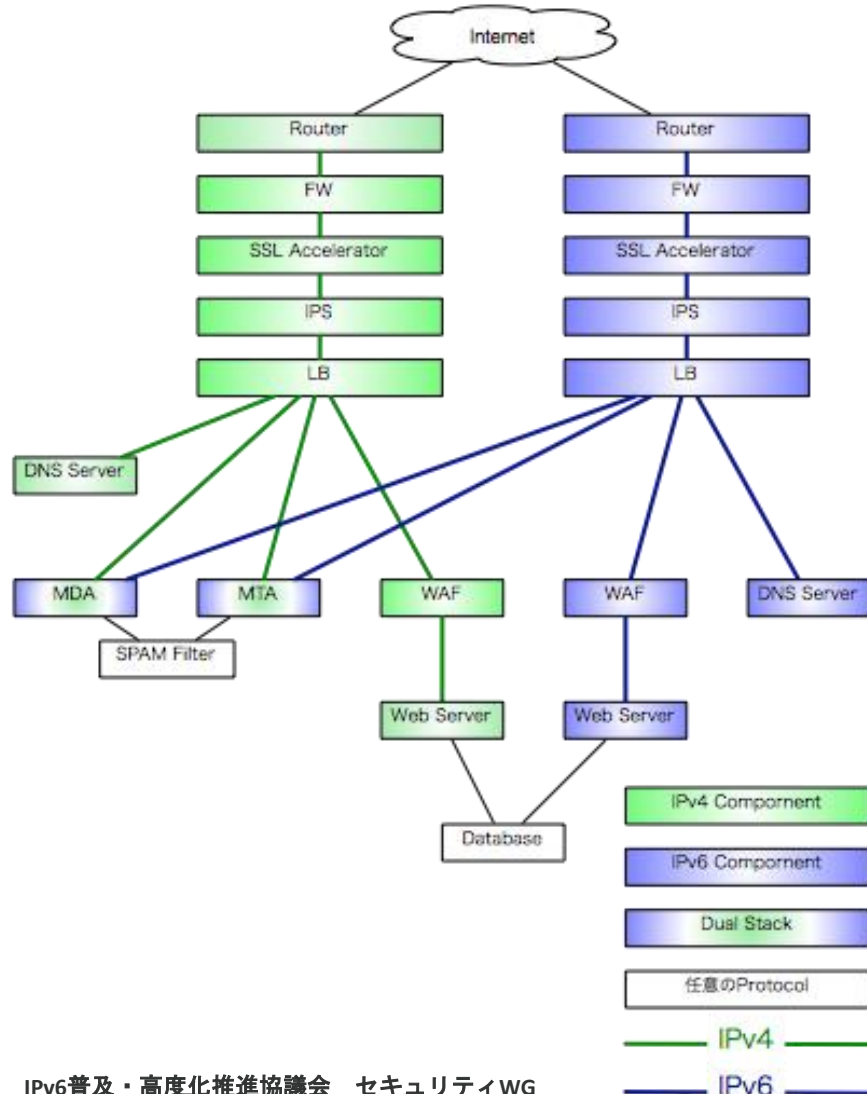 Internet
Router
Router
FW
FW
SSL Accelerator
SSL Accelerator
IPS
IPS
LB
LB
DNS Server
MDA
MTA
WAF
WAF
DNS Server
SPAM Filter
Web Server
Web Server
Database
IPv4 Compornent
IPv6 Compornent
Dual Stack
任意のProtocol
IPv4
IPv6
IPv6普及・高度化推進協議会 セキュリティWG